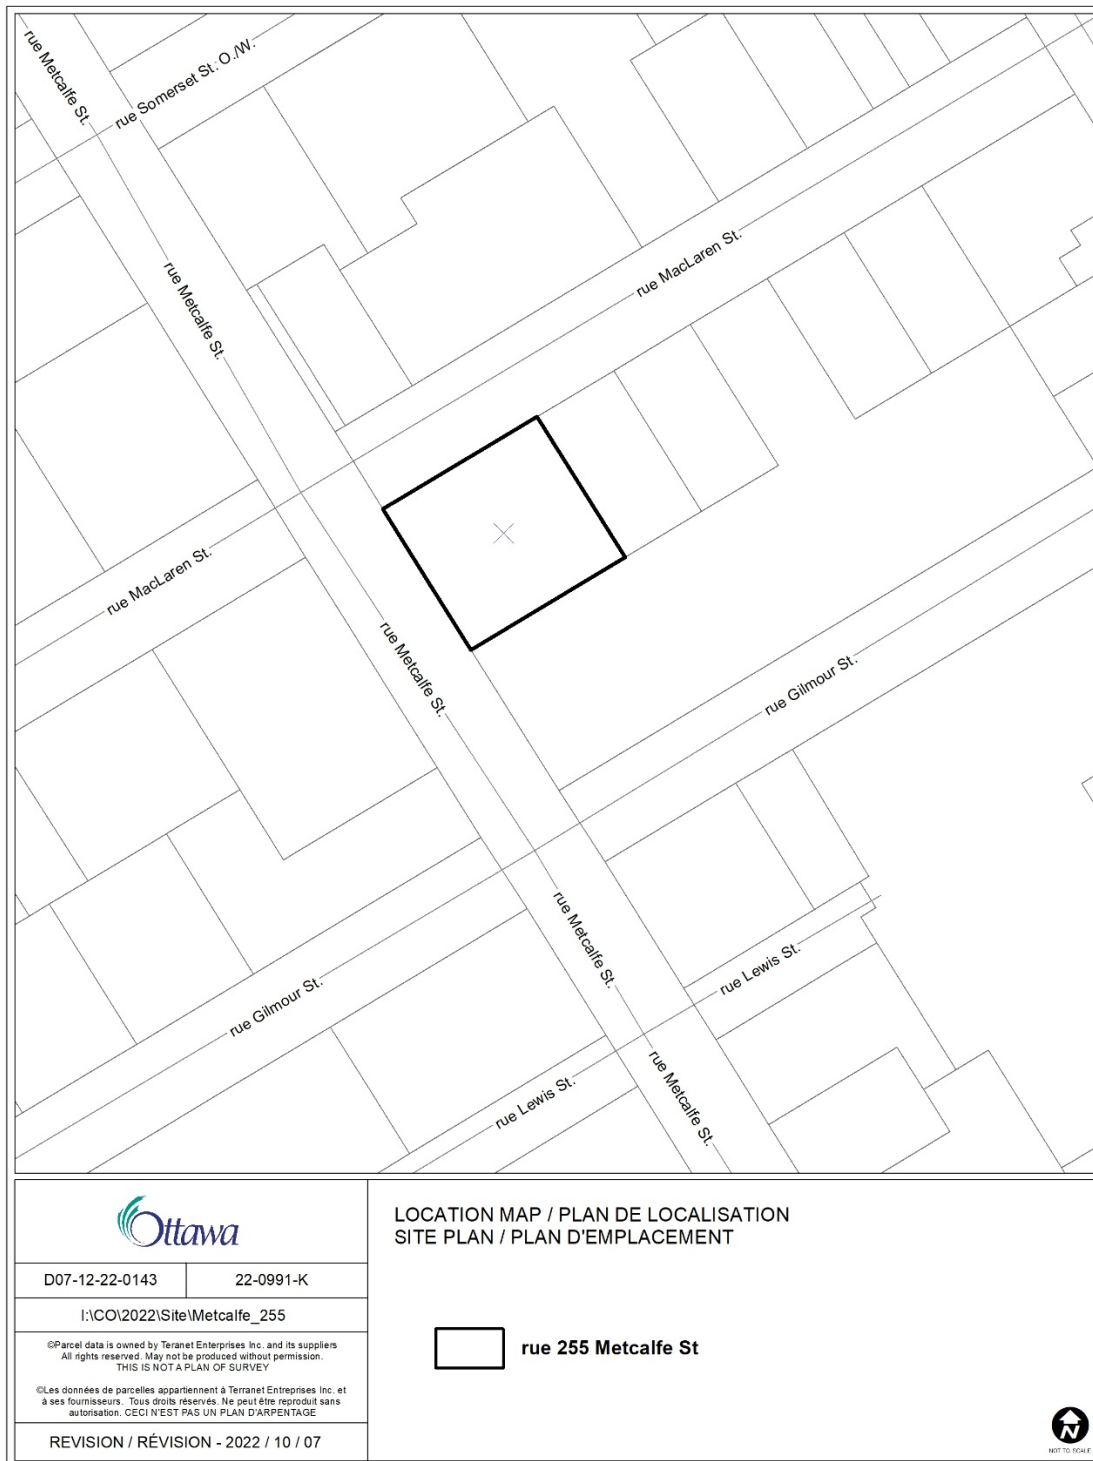 rue Metcalfe St.
rue Somerset St. O./W.
rue MacLaren St.
rue Metcalfe St.
rue MacLaren St.
rue Metcalfe St.
rue Gilmour St.
rue Metcalfe St.
rue Lewis St.
rue Gilmour St.
rue Metcalfe St.
rue Lewis St.
Ottawa
D07-12-22-0143
22-0991-K
I:\CO\2022\Site\Metcalfe_255
©Parcel data is owned by Teranet Enterprises Inc. and its suppliers
All rights reserved. May not be produced without permission.
THIS IS NOT A PLAN OF SURVEY
©Les données de parcelles appartiennent à Terranet Entreprises Inc. et
à ses fournisseurs. Tous droits réservés. Ne peut être reproduit sans
autorisation. CECI N'EST PAS UN PLAN D'ARPENTAGE
REVISION / RÉVISION - 2022 / 10 / 07
LOCATION MAP / PLAN DE LOCALISATION
SITE PLAN / PLAN D'EMPLACEMENT
rue 255 Metcalfe St
N
NOT TO SCALE